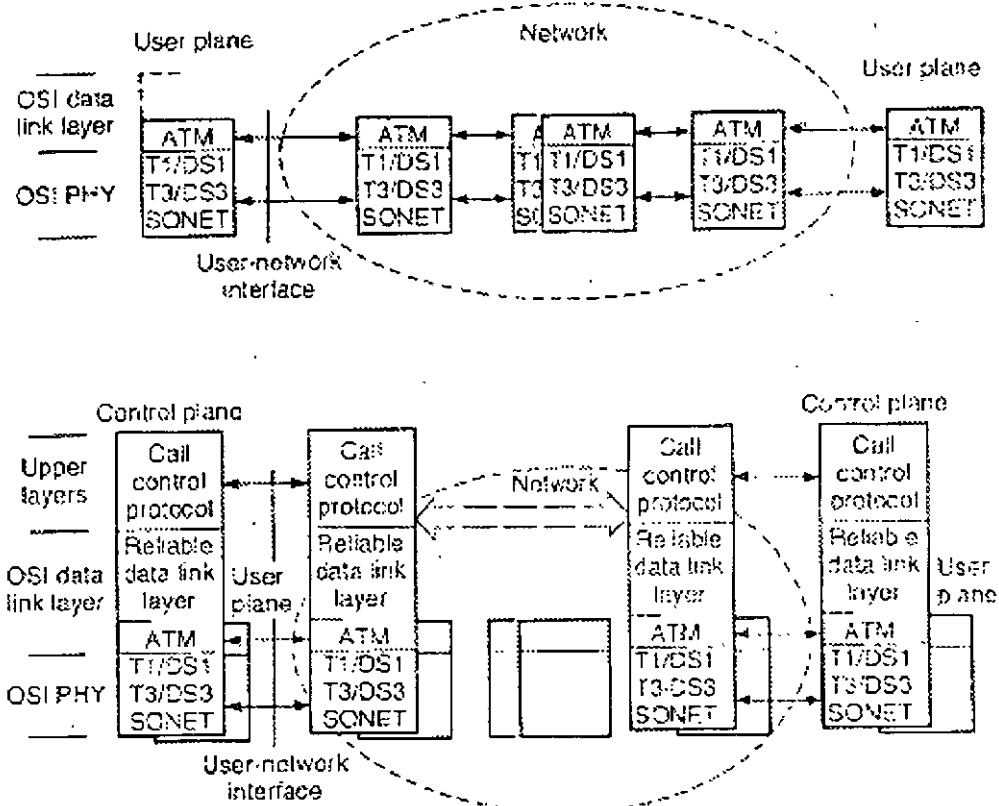 User plane
Network
User plane
OSI data
link layer
OSI PHY
ATM
T1/DS1
T3/DS3
SONET
ATM
T1/DS1
T3/DS3
SONET
A
T1
T3
SO
ATM
T1/DS1
T3/DS3
SONET
ATM
T1/DS1
T3/DS3
SONET
ATM
T1/DS1
T3/DS3
SONET
User-network
interface
Control plane
Control plane
Upper
layers
OSI data
link layer
OSI PHY
Call
control
protocol
Reliable
data link
layer
ATM
T1/DS1
T3/DS3
SONET
User
plane
Call
control
protocol
Reliable
data link
layer
ATM
T1/DS1
T3/DS3
SONET
Network
Call
control
protocol
Reliable
data link
layer
ATM
T1/DS1
T3/DS3
SONET
Call
control
protocol
Reliable
data link
layer
ATM
T1/DS1
T3/DS3
SONET
User
plane
User-network
interface